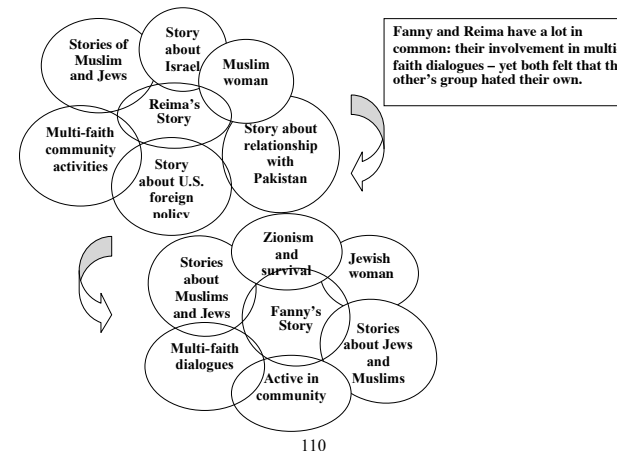 Story
about
Israel
Stories of
Muslim
and Jews
Muslim
woman
Reima's
Story
Multi-faith
community
activities
Story about
relationship
with
Pakistan
Story
about U.S.
foreign
policy
Fanny and Reima have a lot in
common: their involvement in multi-
faith dialogues – yet both felt that th
other's group hated their own.
Zionism
and
survival
Jewish
woman
Stories
about
Muslims
and Jews
Fanny's
Story
Stories
about Jews
and
Muslims
Multi-faith
dialogues
Active in
community
110